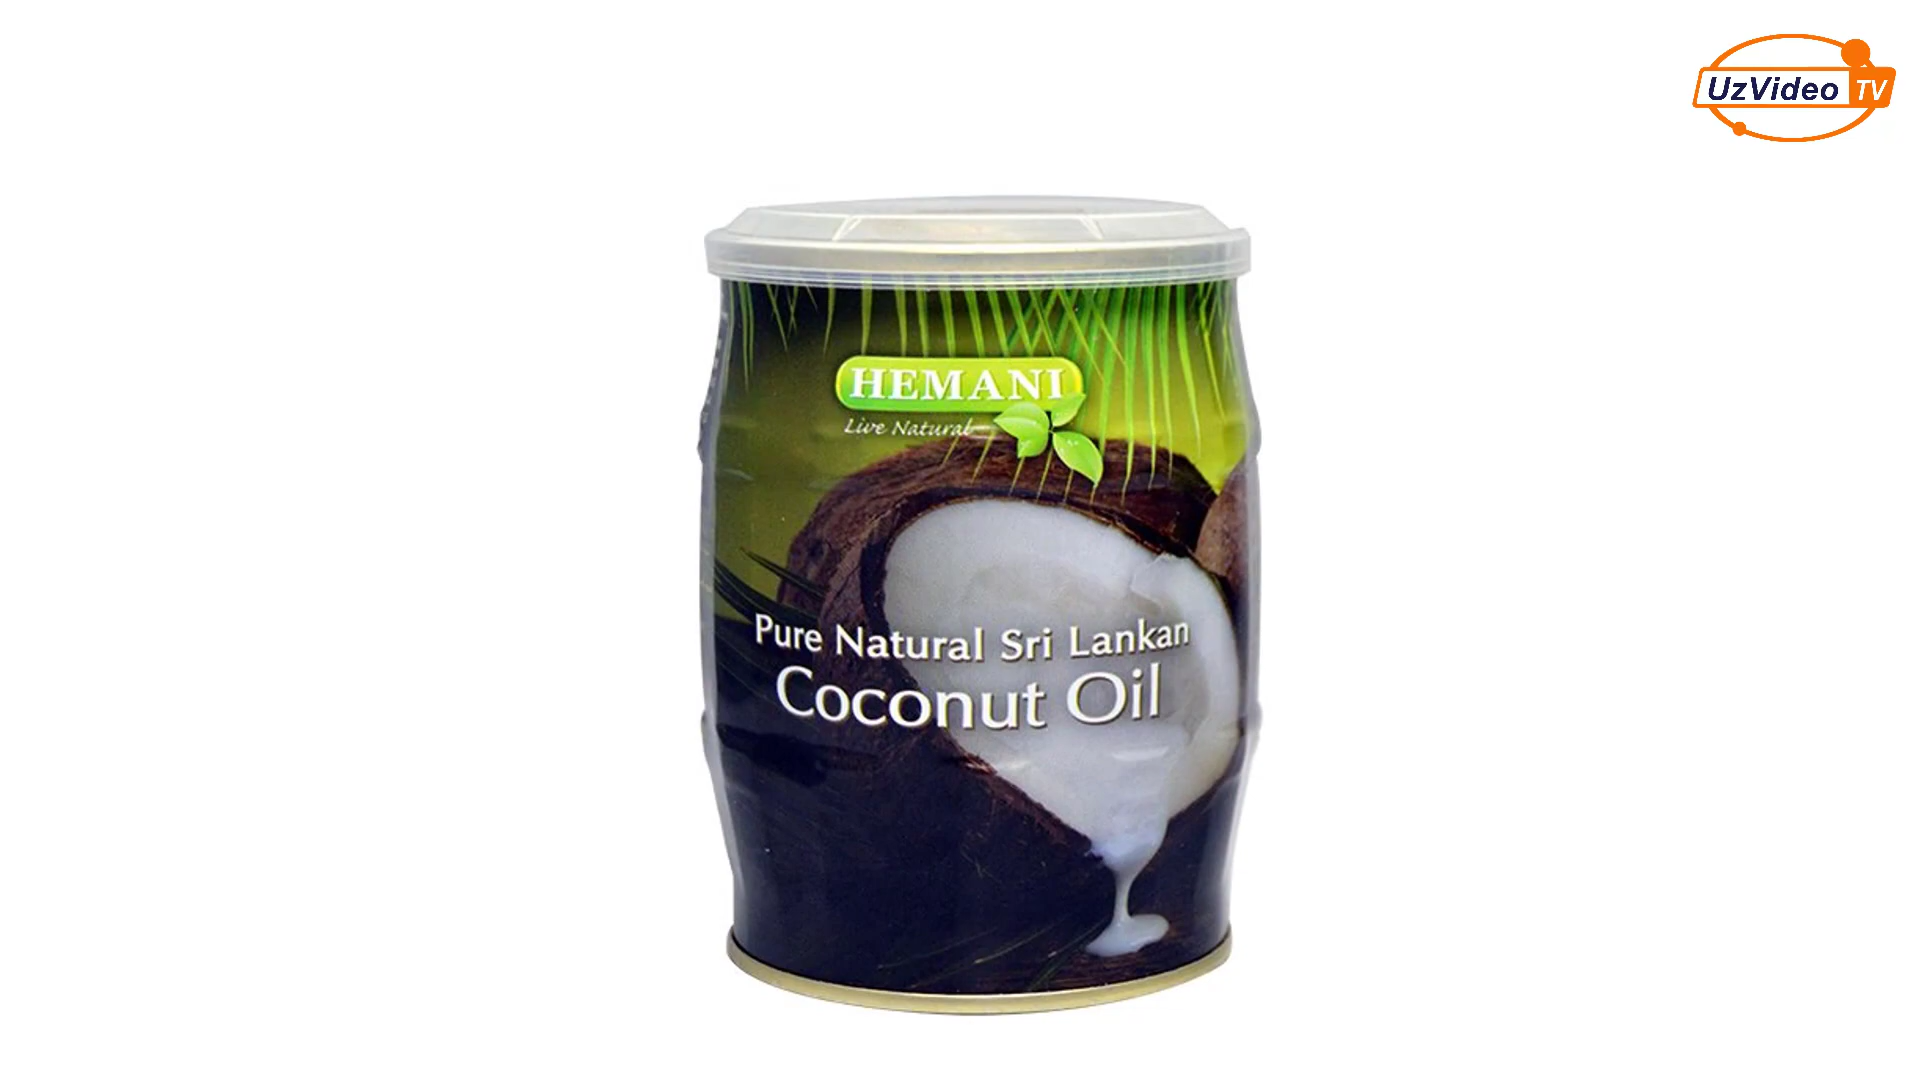 UzVideo TV
HEMANI
Live Natural
Pure Natural Sri Lankan
Coconut Oil